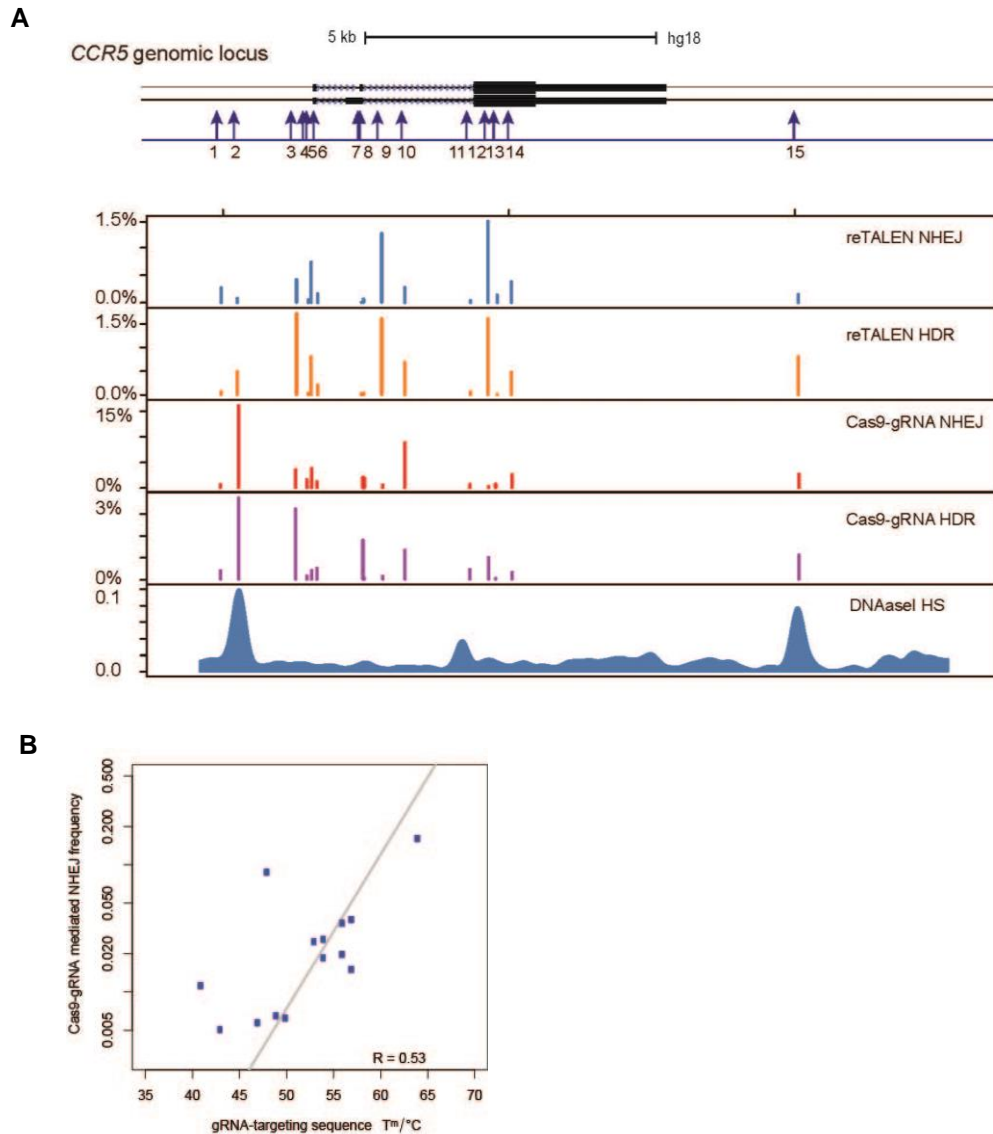 A
5 kb hg18
CCR5 genomic locus
1 2 3 4 5 6 7 8 9 10 11 12 13 14 15
1.5%
reTALEN NHEJ
0.0%
1.5%
reTALEN HDR
0.0%
15%
Cas9-gRNA NHEJ
0%
3%
Cas9-gRNA HDR
0%
0.1
DNAaseI HS
0.0
B
Cas9-gRNA mediated NHEJ frequency
0.500
0.200
0.050
0.020
0.005
R = 0.53
35 40 45 50 55 60 65 70
gRNA-targeting sequence Tᵐ/°C